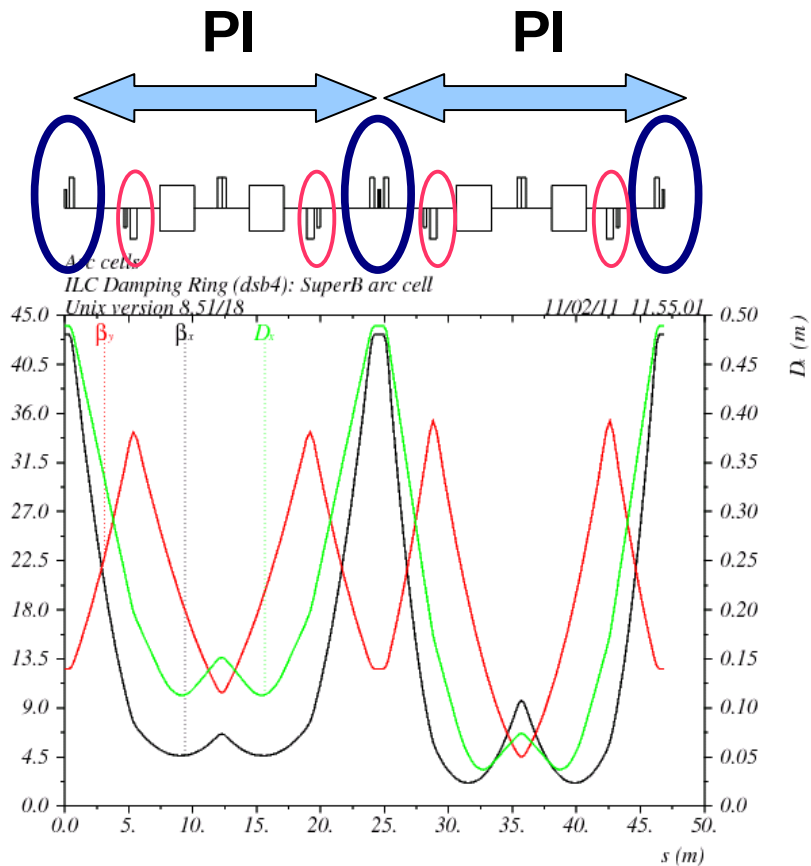 PI PI
Arc cells
ILC Damping Ring (dsb4): SuperB arc cell
Unix version 8.51/18 11/02/11 11.55.01
45.0
40.5
36.0
31.5
27.0
22.5
18.0
13.5
9.0
4.5
0.0
βy βx Dx
0.50
0.45
0.40
0.35
0.30
0.25
0.20
0.15
0.10
0.05
0.00
Dx (m)
0.0 5. 10. 15. 20. 25. 30. 35. 40. 45. 50.
s (m)